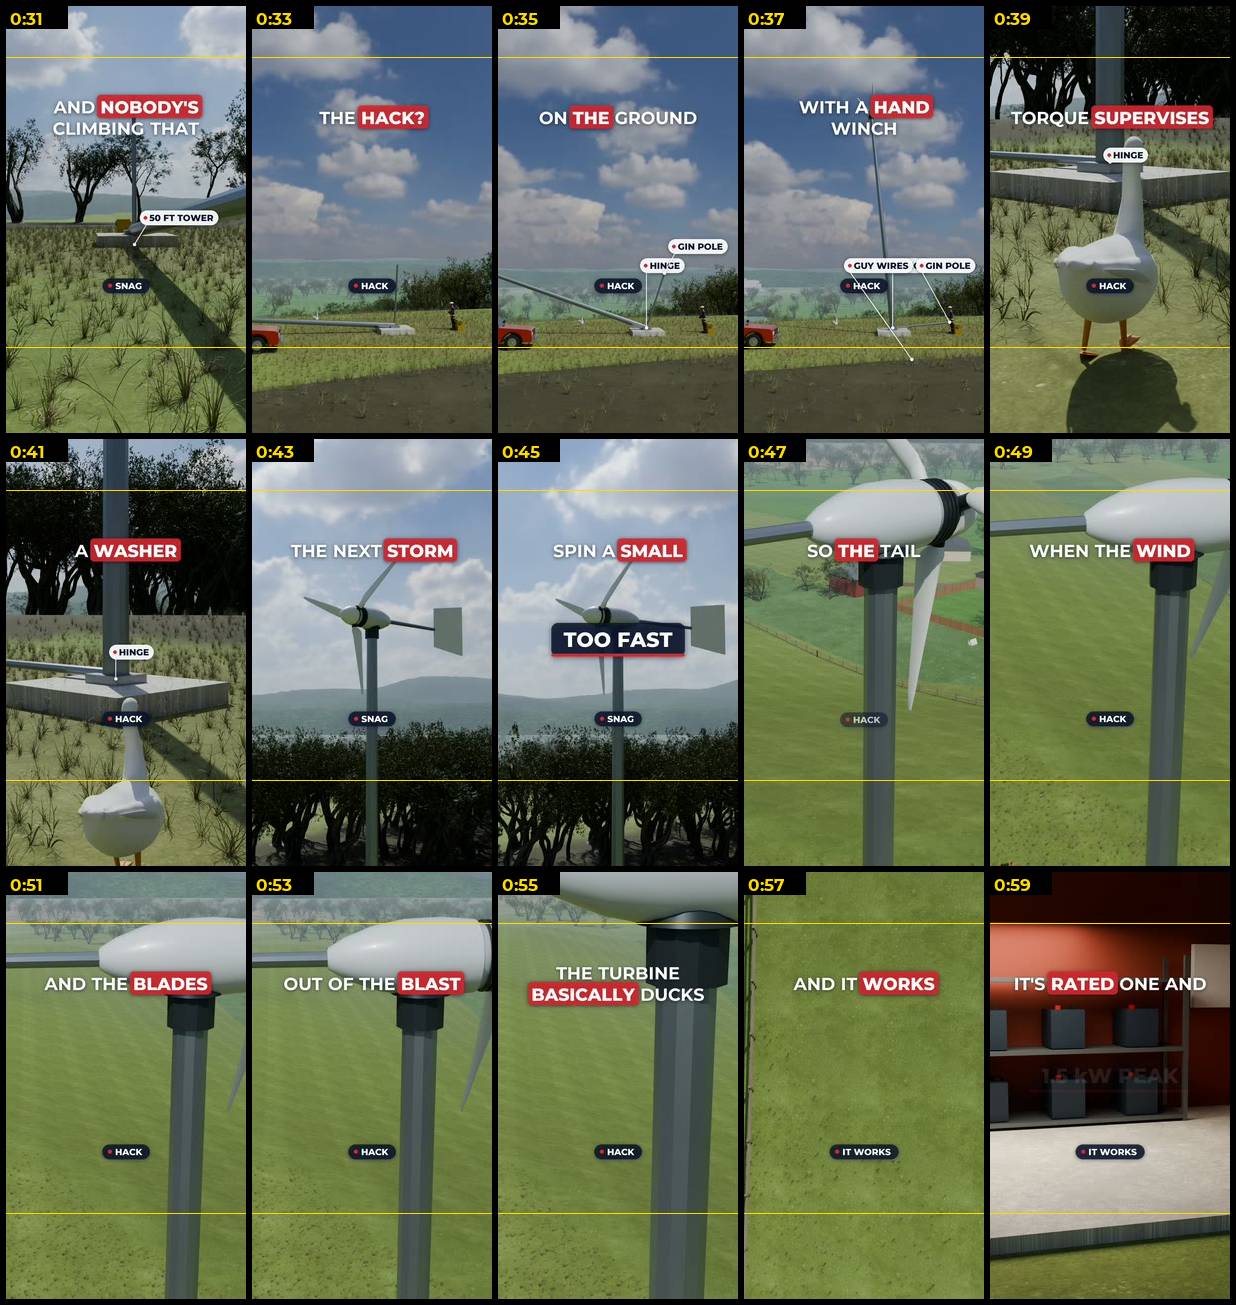 0:31
AND NOBODY'S
CLIMBING THAT
50 FT TOWER
SNAG
0:33
THE HACK?
HACK
0:35
ON THE GROUND
GIN POLE
HINGE
HACK
0:37
WITH A HAND
WINCH
GUY WIRES
GIN POLE
HACK
0:39
TORQUE SUPERVISES
HINGE
HACK
0:41
A WASHER
HINGE
HACK
0:43
THE NEXT STORM
SNAG
0:45
SPIN A SMALL
TOO FAST
SNAG
0:47
SO THE TAIL
HACK
0:49
WHEN THE WIND
HACK
0:51
AND THE BLADES
HACK
0:53
OUT OF THE BLAST
HACK
0:55
THE TURBINE
BASICALLY DUCKS
HACK
0:57
AND IT WORKS
IT WORKS
0:59
IT'S RATED ONE AND
1.5 kW PEAK
IT WORKS